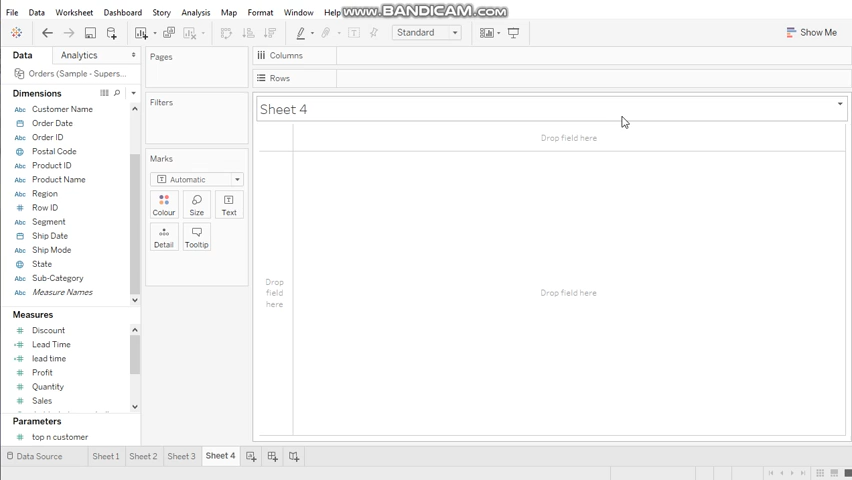 File Data Worksheet Dashboard Story Analysis Map Format Window Help
www.BANDICAM.com
Standard
Show Me
Data Analytics
Orders (Sample - Supers...
Dimensions
Abc Customer Name
Order Date
Abc Order ID
Postal Code
Abc Product ID
Abc Product Name
Abc Region
# Row ID
Abc Segment
Ship Date
Abc Ship Mode
State
Abc Sub-Category
Abc Measure Names
Measures
# Discount
=# Lead Time
=# lead time
# Profit
# Quantity
# Sales
Parameters
# top n customer
Pages
Filters
Marks
T Automatic
Colour Size Text
Detail Tooltip
Columns
Rows
Sheet 4
Drop field here
Drop
field
here
Drop field here
Data Source Sheet 1 Sheet 2 Sheet 3 Sheet 4